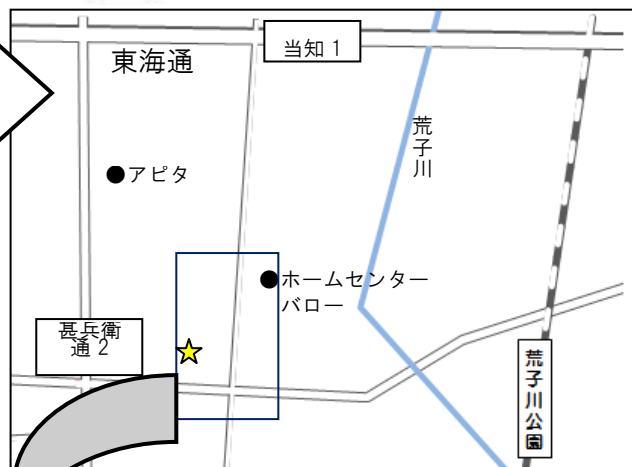 当知 1
東海通
荒子川
アピタ
ホームセンター
バロー
甚兵衛
通 2
荒子川公園